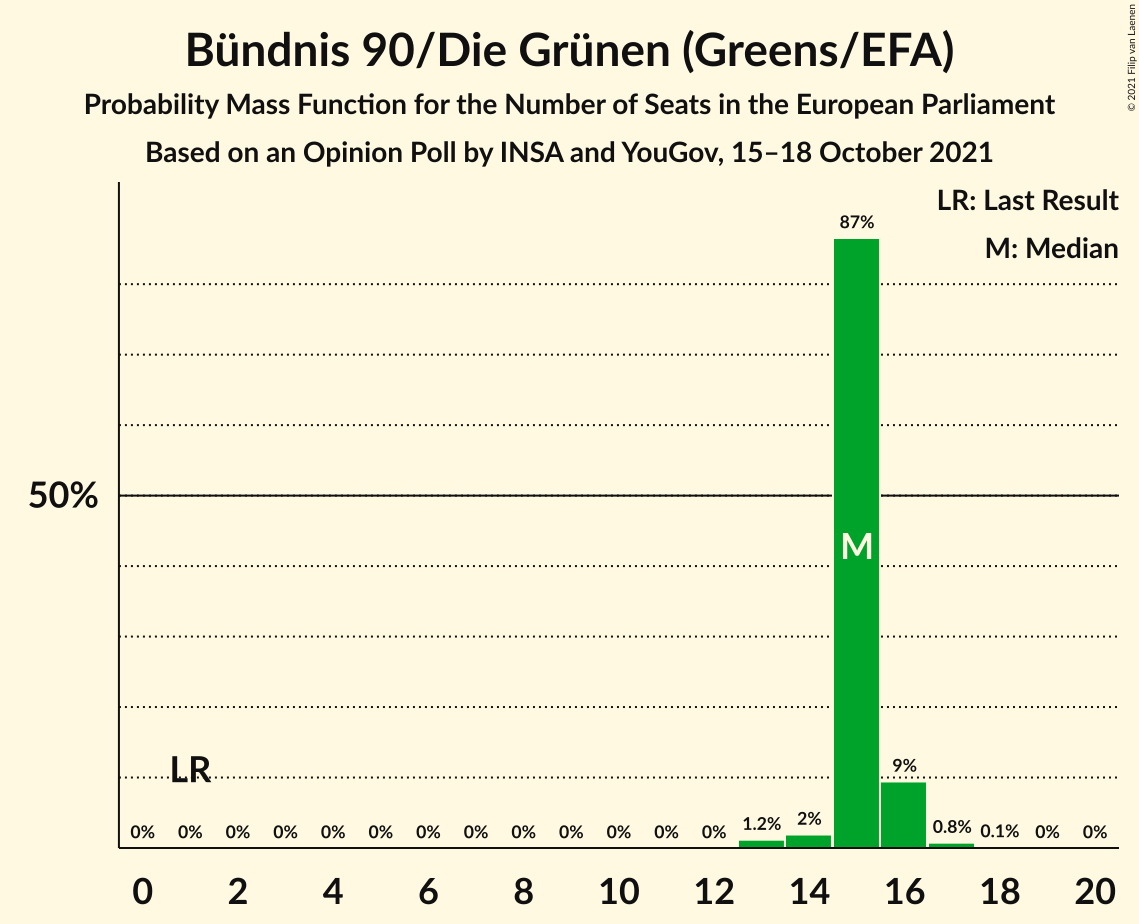 © 2021 Filip van Laenen
Bündnis 90/Die Grünen (Greens/EFA)
Probability Mass Function for the Number of Seats in the European Parliament
Based on an Opinion Poll by INSA and YouGov, 15–18 October 2021
LR: Last Result
M: Median
87%
50%
M
LR
0% 0% 0% 0% 0% 0% 0% 0% 0% 0% 0% 0% 0% 1.2% 2% 9% 0.8% 0.1% 0% 0%
0 2 4 6 8 10 12 14 16 18 20